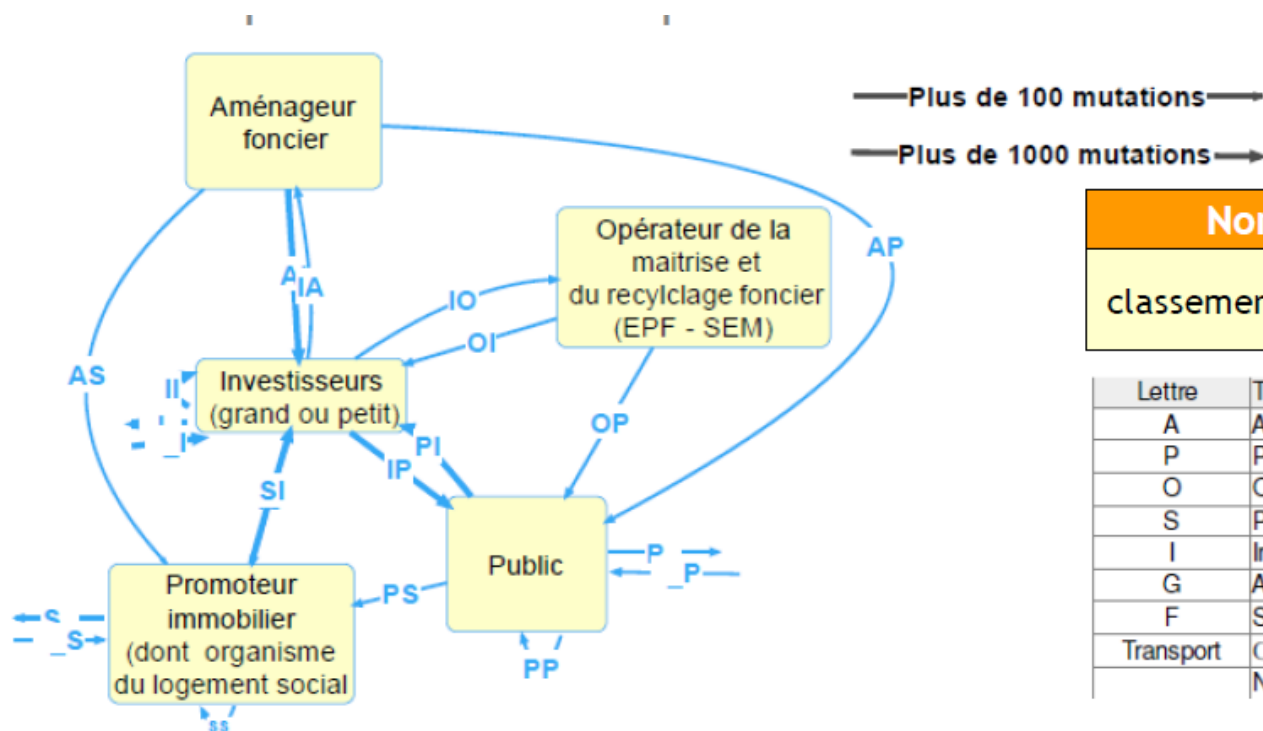 Aménageur
foncier
Plus de 100 mutations
Plus de 1000 mutations
Opérateur de la
maitrise et
du recylclage foncier
(EPF - SEM)
AP
IA
IO
OI
AS
II
Investisseurs
(grand ou petit)
_I
OP
PI
IP
SI
Public
P
_P
PS
PP
Promoteur
immobilier
(dont organisme
du logement social
S
_S
ss
Lettre
A
P
O
S
I
G
F
Transport